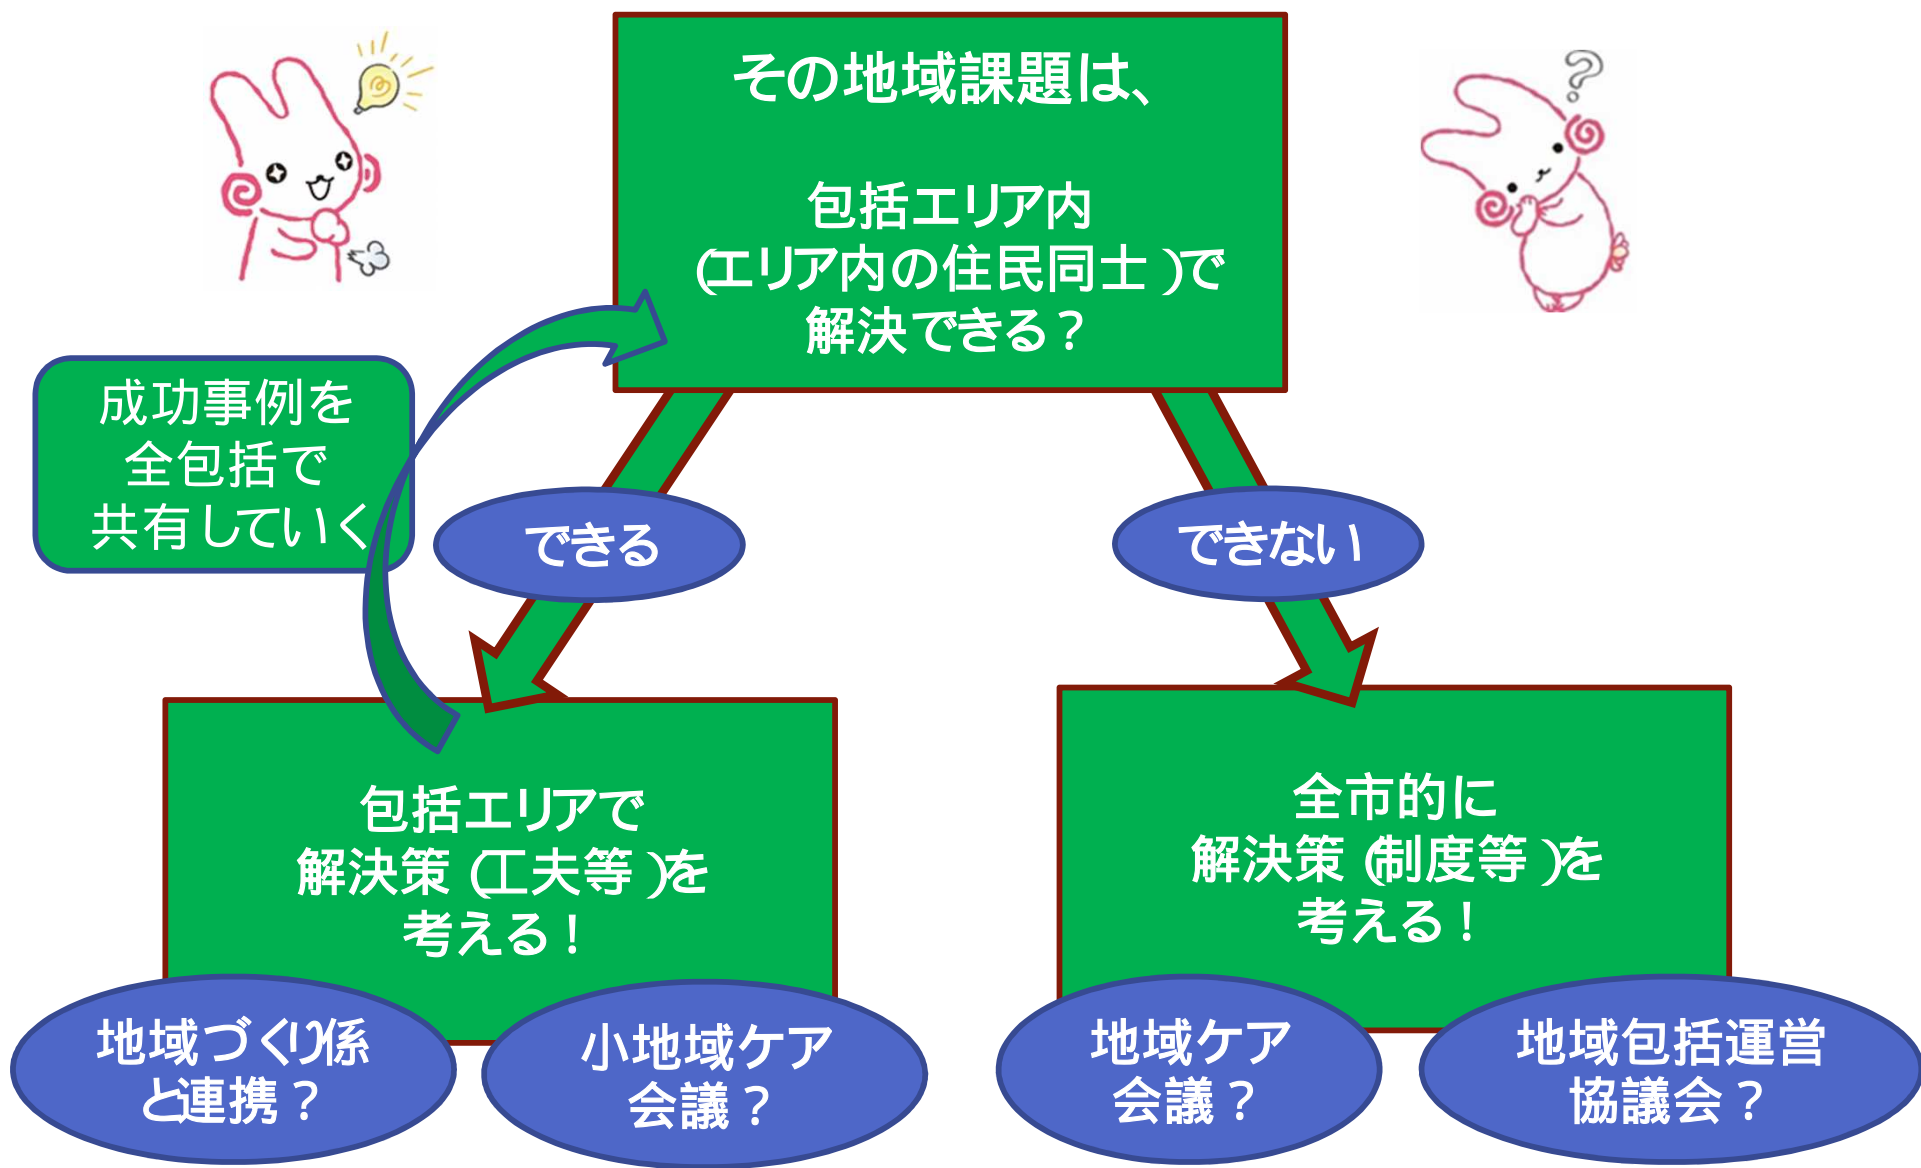 その地域課題は、
包括エリア内
(エリア内の住民同士)で
解決できる?
成功事例を
全包括で
共有していく
できる
できない
包括エリアで
解決策(工夫等)を
考える!
全市的に
解決策(制度等)を
考える!
地域づくり係
と連携?
小地域ケア
会議?
地域ケア
会議?
地域包括運営
協議会?